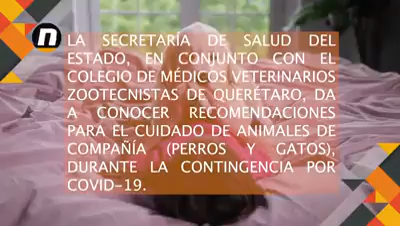 n
LA SECRETARÍA DE SALUD DEL
ESTADO, EN CONJUNTO CON EL
COLEGIO DE MÉDICOS VETERINARIOS
ZOOTECNISTAS DE QUERÉTARO, DA
A CONOCER RECOMENDACIONES
PARA EL CUIDADO DE ANIMALES DE
COMPAÑÍA (PERROS Y GATOS),
DURANTE LA CONTINGENCIA POR
COVID-19.